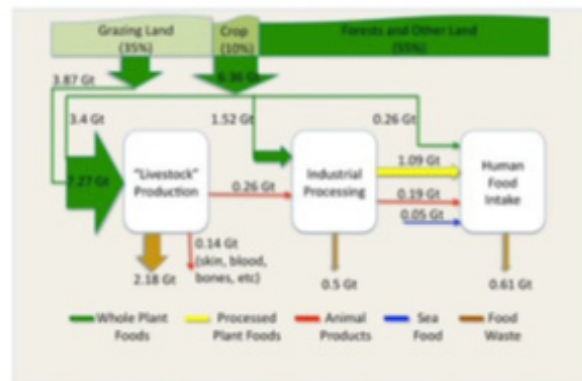 Grazing Land
(35%)
Crop
(10%)
Forests and Other Land
(55%)
3.87 Gt
6.36 Gt
3.4 Gt
1.52 Gt
0.26 Gt
7.27 Gt
"Livestock"
Production
0.26 Gt
Industrial
Processing
1.09 Gt
0.19 Gt
0.05 Gt
Human
Food
Intake
2.18 Gt
0.14 Gt
(skin, blood,
bones, etc)
0.5 Gt
0.61 Gt
Whole Plant
Foods
Processed
Plant Foods
Animal
Products
Sea
Food
Food
Waste